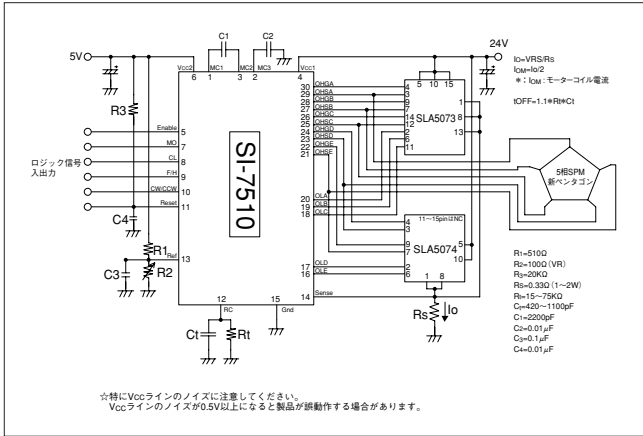 C1
C2
5V
24V
Vcc2
MC1
MC2
MC3
Vcc1
6
1
3
2
4
Io=VRS/RS
IOM=Io/2
*：IOM：モーターコイル電流
tOFF=1.1*Rt*Ct
R3
Enable
5
MO
7
CL
8
F/H
9
CW/CCW
10
Reset
11
ロジック信号
入出力
C4
R1
Ref
13
C3
R2
SI-7510
OHGA
30
OHSA
29
OHGB
28
OHSB
27
OHGC
26
OHSC
25
OHGD
24
OHSD
23
OHGE
22
OHSE
21
OLA
20
OLB
19
OLC
18
OLD
17
OLE
16
Sense
14
12
RC
15
Gnd
Ct
Rt
5 10 15
4
3
9
7
14
12
2
6
11
SLA5073
1
8
13
11～15pinはNC
4
3
9
7
2
6
SLA5074
5
10
1 8
Rs
Io
5相SPM
新ペンタゴン
R1=510Ω
R2=100Ω（VR）
R3=20KΩ
RS=0.33Ω（1～2W）
Rt=15～75KΩ
Ct=420～1100pF
C1=2200pF
C2=0.01μF
C3=0.1μF
C4=0.01μF
☆特にVccラインのノイズに注意してください。
Vccラインのノイズが0.5V以上になると製品が誤動作する場合があります。